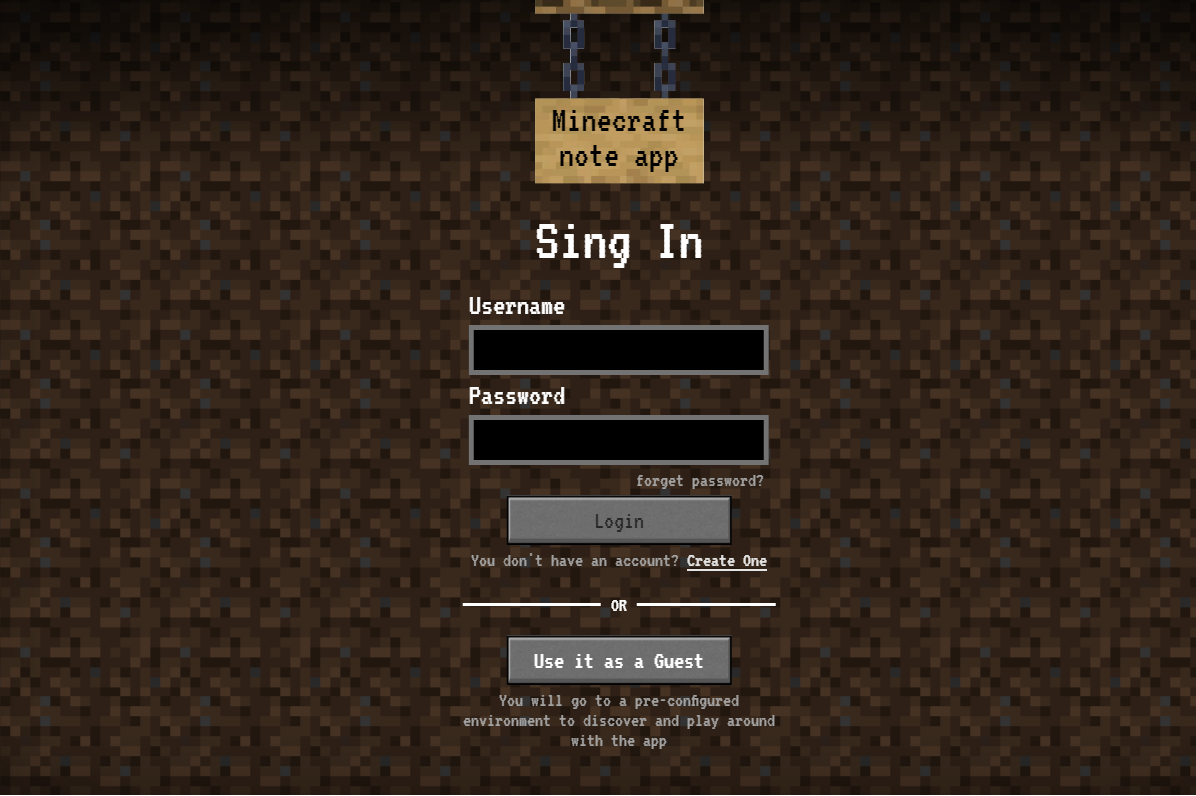 Minecraft
note app
Sing In
Username
Password
forget password?
Login
You don't have an account? Create One
OR
Use it as a Guest
You will go to a pre-configured
environment to discover and play around
with the app